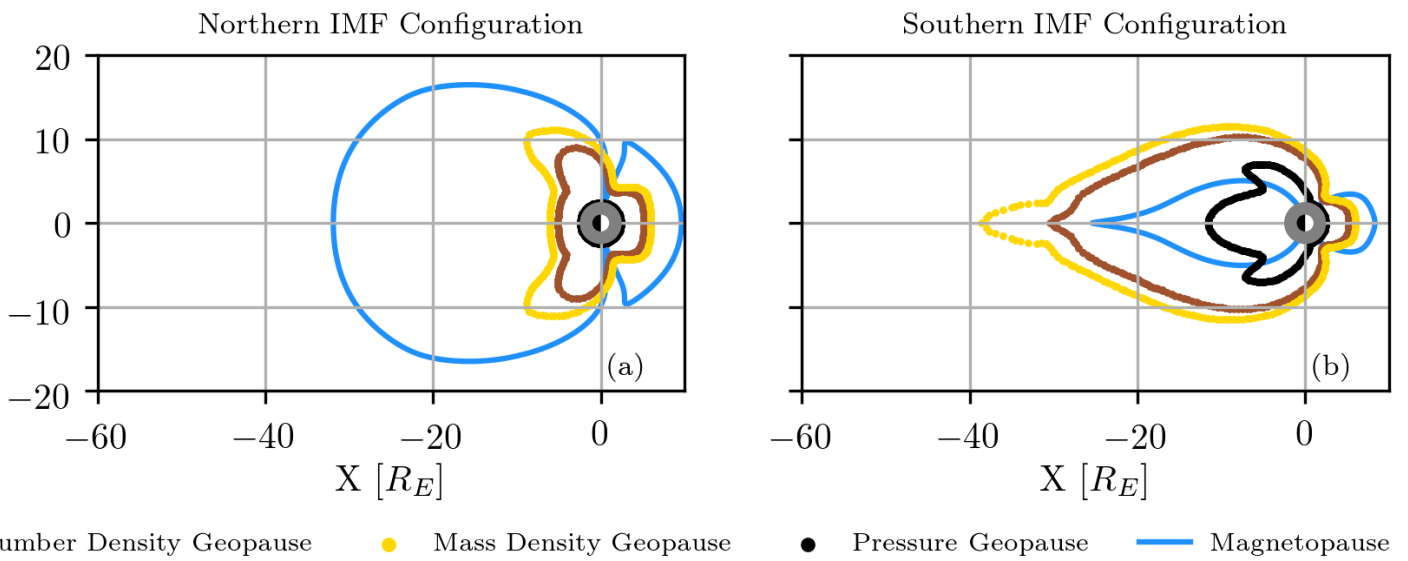 Northern IMF Configuration
Southern IMF Configuration
20
10
0
−10
−20
(a)
(b)
−60 −40 −20 0
−60 −40 −20 0
X [R_E]
X [R_E]
umber Density Geopause Mass Density Geopause Pressure Geopause Magnetopause